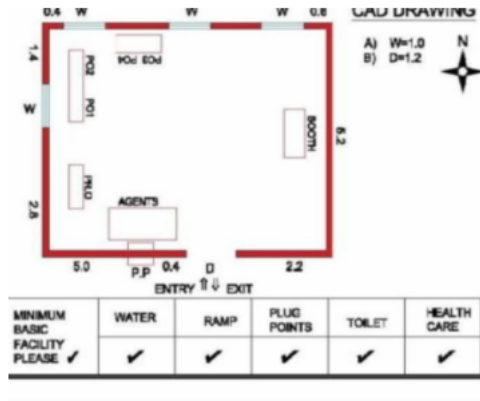 CAD DRAWING
0.4 W W W 0.6
A) W=1.0
B) D=1.2
N
1.4
PO2
PO4 PO3
W
PO1
BOOTH
5.2
PRLO
2.8
AGENTS
5.0 P.P 0.4 D 2.2
ENTRY EXIT
MINIMUM BASIC FACILITY PLEASE ✓
WATER
RAMP
PLUG POINTS
TOILET
HEALTH CARE
✓ ✓ ✓ ✓ ✓